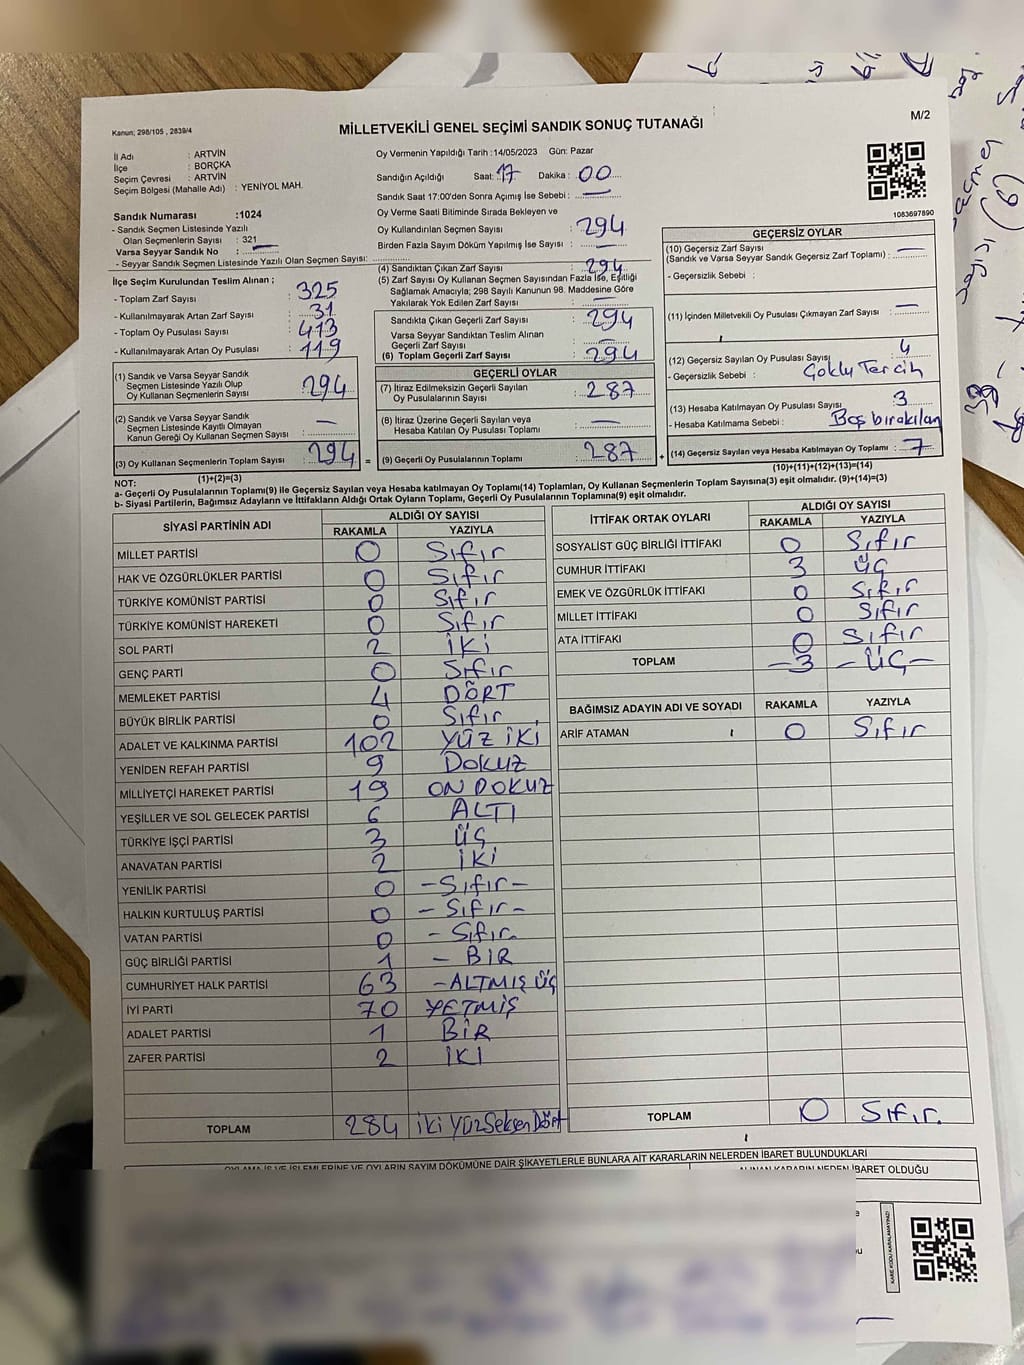 Kanun; 298/105 , 2839/4
MİLLETVEKİLİ GENEL SEÇİMİ SANDIK SONUÇ TUTANAĞI
M/2
İl Adı : ARTVİN
İlçe : BORÇKA
Seçim Çevresi : ARTVİN
Seçim Bölgesi (Mahalle Adi) : YENİYOL MAH.
Sandık Numarası :1024
- Sandık Seçmen Listesinde Yazılı
Olan Seçmenlerin Sayısı : 321
Varsa Seyyar Sandık No : —
- Seyyar Sandık Seçmen Listesinde Yazılı Olan Seçmen Sayısı:
Oy Vermenin Yapıldığı Tarih :14/05/2023 Gün: Pazar
Sandığın Açıldığı Saat: 17 Dakika : 00
Sandık Saat 17:00'den Sonra Açımış İse Sebebi : —
Oy Verme Saati Bitiminde Sırada Bekleyen ve
Oy Kullandırılan Seçmen Sayısı : 294
Birden Fazla Sayım Döküm Yapılmış İse Sayısı : —
1083697890
İlçe Seçim Kurulundan Teslim Alınan ;
- Toplam Zarf Sayısı : 325
- Kullanılmayarak Artan Zarf Sayısı : 31
- Toplam Oy Pusulası Sayısı : 413
- Kullanılmayarak Artan Oy Pusulası : 119
(4) Sandıktan Çıkan Zarf Sayısı : 294
(5) Zarf Sayısı Oy Kullanan Seçmen Sayısından Fazla İse, Eşitliği
Sağlamak Amacıyla; 298 Sayılı Kanunun 98. Maddesine Göre
Yakılarak Yok Edilen Zarf Sayısı : —
Sandıkta Çıkan Geçerli Zarf Sayısı : 294
Varsa Seyyar Sandıktan Teslim Alınan
Geçerli Zarf Sayısı : —
(6) Toplam Geçerli Zarf Sayısı : 294
GEÇERSİZ OYLAR
(10) Geçersiz Zarf Sayısı
(Sandık ve Varsa Seyyar Sandık Geçersiz Zarf Toplamı) : —
- Geçersizlik Sebebi :
(11) İçinden Milletvekili Oy Pusulası Çıkmayan Zarf Sayısı : —
(12) Geçersiz Sayılan Oy Pusulası Sayısı : 4
- Geçersizlik Sebebi : Çoklu Tercih
(13) Hesaba Katılmayan Oy Pusulası Sayısı : 3
- Hesaba Katılmama Sebebi : Boş bırakılan
(14) Geçersiz Sayılan veya Hesaba Katılmayan Oy Toplamı : 7
(10)+(11)+(12)+(13)=(14)
(1) Sandık ve Varsa Seyyar Sandık
Seçmen Listesinde Yazılı Olup
Oy Kullanan Seçmenlerin Sayısı : 294
(2) Sandık ve Varsa Seyyar Sandık
Seçmen Listesinde Kayıtlı Olmayan
Kanun Gereği Oy Kullanan Seçmen Sayısı : —
(3) Oy Kullanan Seçmenlerin Toplam Sayısı : 294
(1)+(2)=(3)
GEÇERLİ OYLAR
(7) İtiraz Edilmeksizin Geçerli Sayılan
Oy Pusulalarının Sayısı : 287
(8) İtiraz Üzerine Geçerli Sayılan veya
Hesaba Katılan Oy Pusulası Toplamı : —
= (9) Geçerli Oy Pusulalarının Toplamı : 287 +
NOT:
a- Geçerli Oy Pusulalarının Toplamı(9) ile Geçersiz Sayılan veya Hesaba katılmayan Oy Pusulası Toplamı(14) Toplamları, Oy Kullanan Seçmenlerin Toplam Sayısına(3) eşit olmalıdır. (9)+(14)=(3)
b- Siyasi Partilerin, Bağımsız Adayların ve İttifakların Aldığı Ortak Oyların Toplamı, Geçerli Oy Pusulalarının Toplamına(9) eşit olmalıdır.
SİYASİ PARTİNİN ADI ALDIĞI OY SAYISI
RAKAMLA YAZIYLA
MİLLET PARTİSİ 0 Sıfır
HAK VE ÖZGÜRLÜKLER PARTİSİ 0 Sıfır
TÜRKİYE KOMÜNİST PARTİSİ 0 Sıfır
TÜRKİYE KOMÜNİST HAREKETİ 0 Sıfır
SOL PARTİ 2 İKİ
GENÇ PARTİ 0 Sıfır
MEMLEKET PARTİSİ 4 DÖRT
BÜYÜK BİRLİK PARTİSİ 0 Sıfır
ADALET VE KALKINMA PARTİSİ 102 YÜZ İKİ
YENİDEN REFAH PARTİSİ 9 DOKUZ
MİLLİYETÇİ HAREKET PARTİSİ 19 ON DOKUZ
YEŞİLLER VE SOL GELECEK PARTİSİ 6 ALTI
TÜRKİYE İŞÇİ PARTİSİ 3 ÜÇ
ANAVATAN PARTİSİ 2 İKİ
YENİLİK PARTİSİ 0 -Sıfır-
HALKIN KURTULUŞ PARTİSİ 0 -Sıfır-
VATAN PARTİSİ 0 - Sıfır.
GÜÇ BİRLİĞİ PARTİSİ 1 - BİR
CUMHURİYET HALK PARTİSİ 63 -ALTMIŞ ÜÇ
İYİ PARTİ 70 YETMİŞ
ADALET PARTİSİ 1 BİR
ZAFER PARTİSİ 2 İKİ
TOPLAM 284 İki YüzSeksenDört
İTTİFAK ORTAK OYLARI ALDIĞI OY SAYISI
RAKAMLA YAZIYLA
SOSYALİST GÜÇ BİRLİĞİ İTTİFAKI 0 Sıfır
CUMHUR İTTİFAKI 3 ÜÇ
EMEK VE ÖZGÜRLÜK İTTİFAKI 0 Sıfır
MİLLET İTTİFAKI 0 Sıfır
ATA İTTİFAKI 0 Sıfır
TOPLAM -3 -ÜÇ-
BAĞIMSIZ ADAYIN ADI VE SOYADI RAKAMLA YAZIYLA
ARİF ATAMAN 0 Sıfır
TOPLAM 0 Sıfır.
OYLAMA İŞ VE İŞLEMLERİNE VE OYLARIN SAYIM DÖKÜMÜNE DAİR ŞİKAYETLERLE BUNLARA AİT KARARLARIN NELERDEN İBARET BULUNDUKLARI
ALINAN KARARIN NEDEN İBARET OLDUĞU
KARE KODU KARALAMAYINIZ!